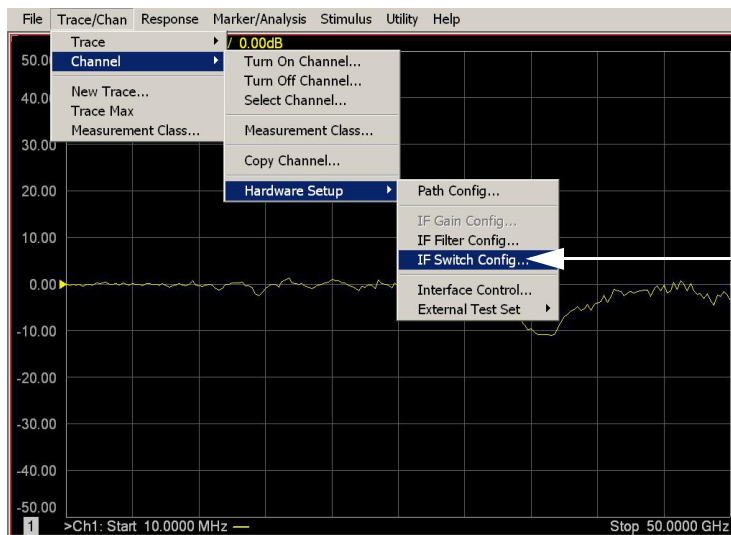 File Trace/Chan Response Marker/Analysis Stimulus Utility Help
Trace
Channel
New Trace...
Trace Max
Measurement Class...
/ 0.00dB
Turn On Channel...
Turn Off Channel...
Select Channel...
Measurement Class...
Copy Channel...
Hardware Setup
Path Config...
IF Gain Config...
IF Filter Config...
IF Switch Config...
Interface Control...
External Test Set
50.0
40.0
30.00
20.00
10.00
0.00
-10.00
-20.00
-30.00
-40.00
-50.00
1 >Ch1: Start 10.0000 MHz — Stop 50.0000 GHz